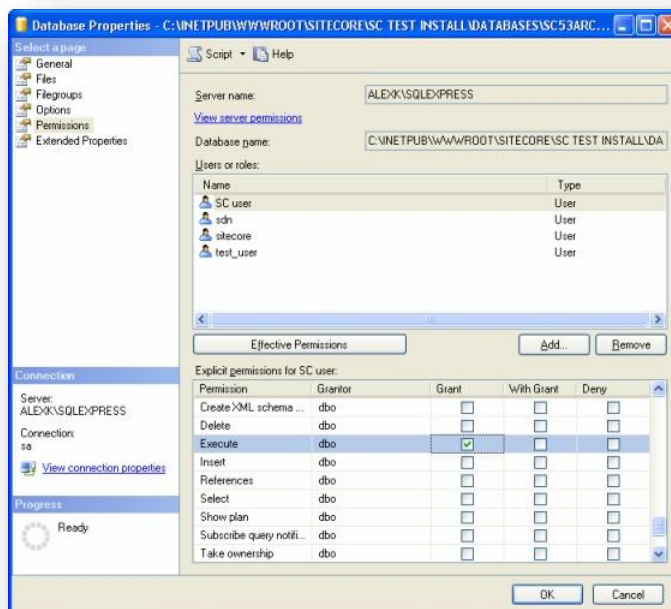 Database Properties - C:\INETPUB\WWWROOT\SITECORE\SC TEST INSTALL\DATABASES\SC53ARC...
Select a page
General
Files
Filegroups
Options
Permissions
Extended Properties
Script
Help
Server name:
ALEXK\SQLEXPRESS
View server permissions
Database name:
C:\INETPUB\WWWROOT\SITECORE\SC TEST INSTALL\DA
Users or roles:
Name Type
SC user User
sdn User
sitecore User
test_user User
Effective Permissions
Add...
Remove
Explicit permissions for SC user:
Permission Grantor Grant With Grant Deny
Create XML schema ... dbo
Delete dbo
Execute dbo
Insert dbo
References dbo
Select dbo
Show plan dbo
Subscribe query notifi... dbo
Take ownership dbo
Connection
Server:
ALEXK\SQLEXPRESS
Connection:
sa
View connection properties
Progress
Ready
OK
Cancel